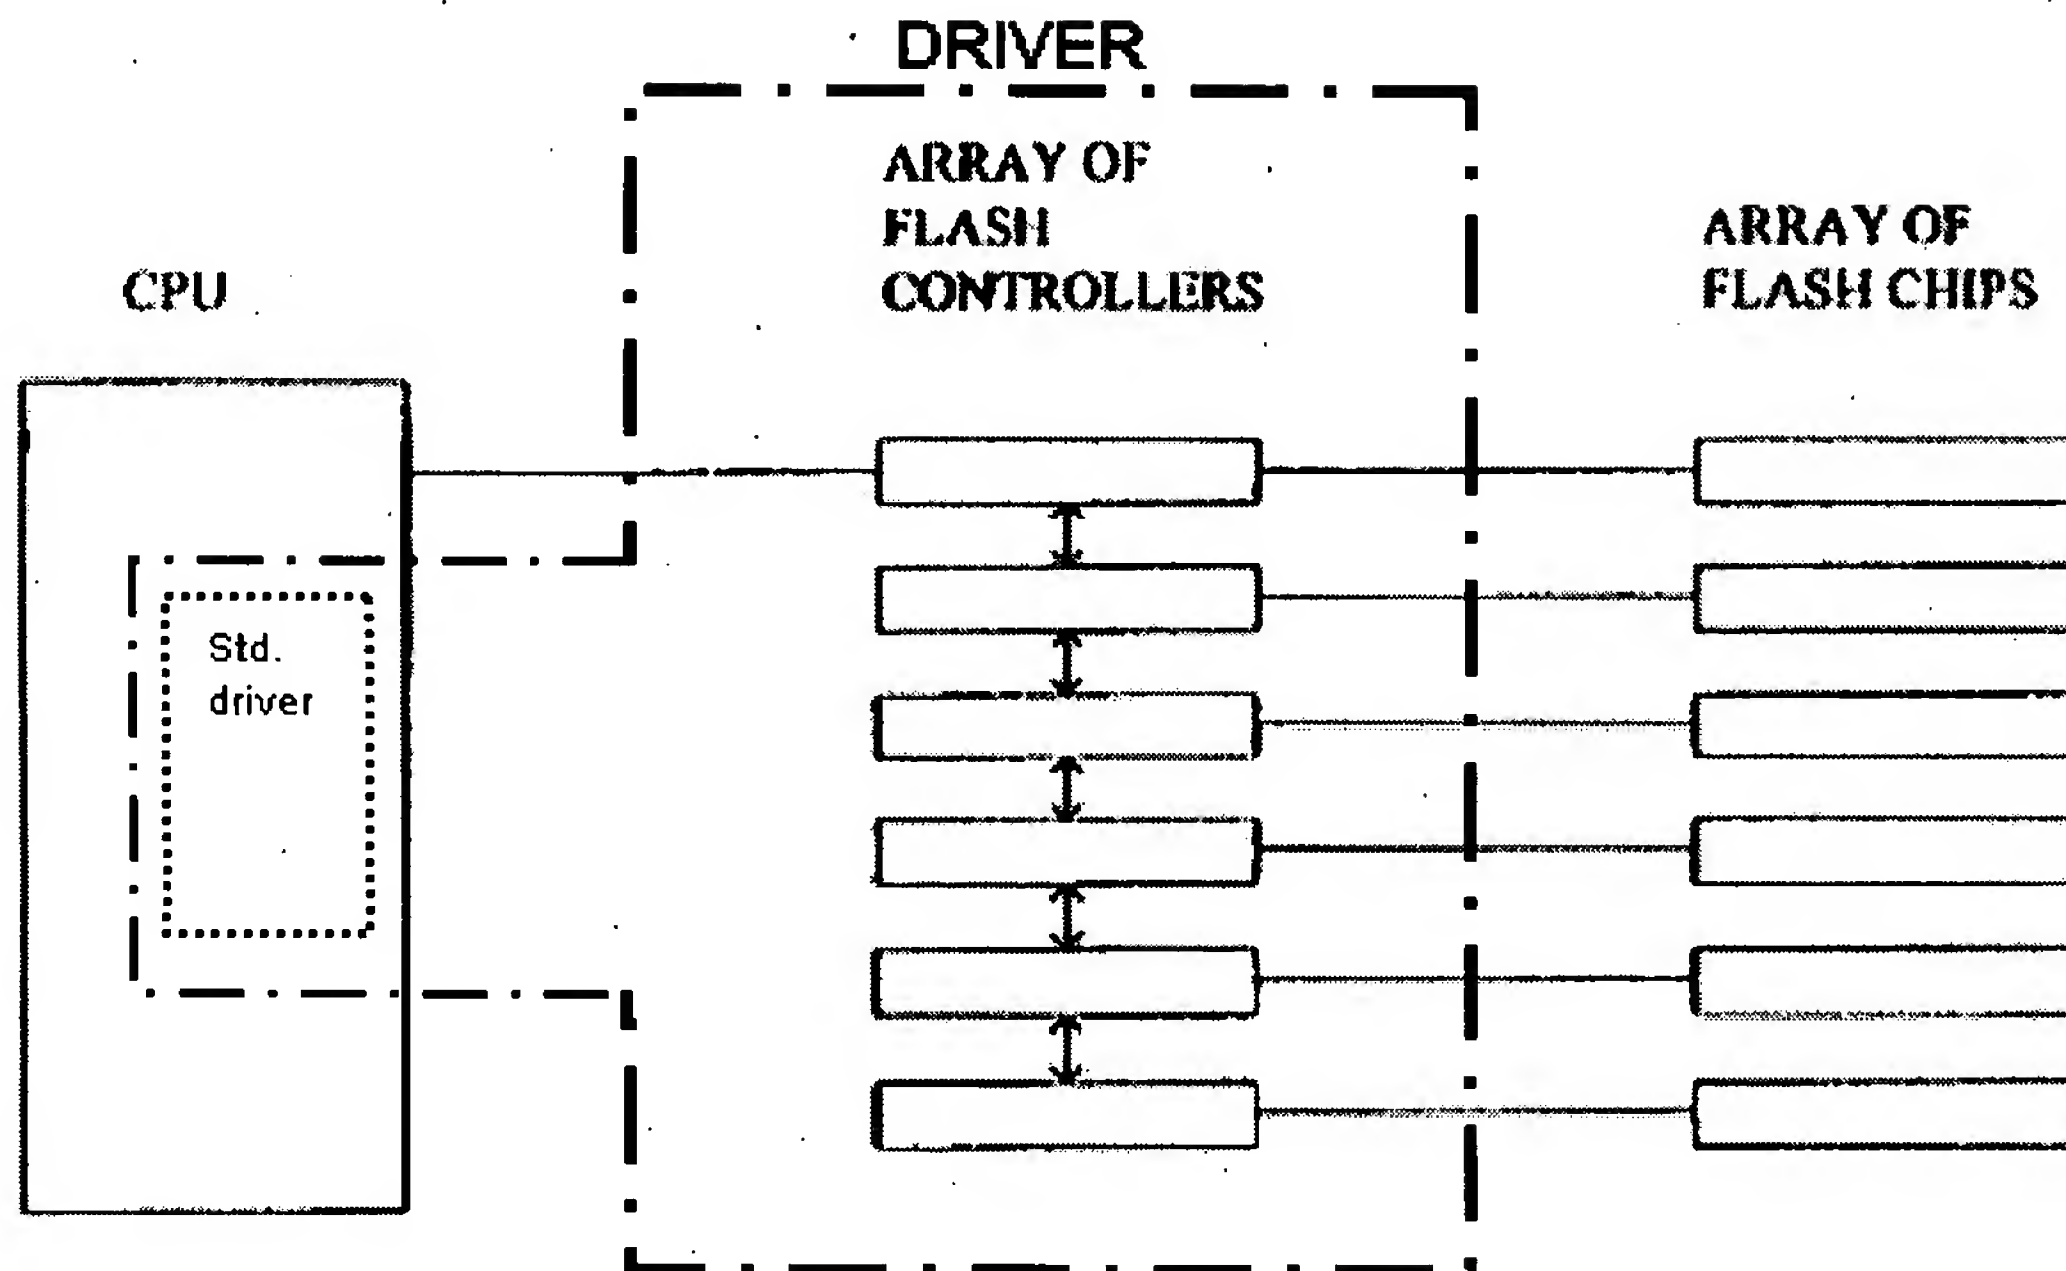 DRIVER
ARRAY OF
FLASH
CONTROLLERS
ARRAY OF
FLASH CHIPS
CPU
Std.
driver